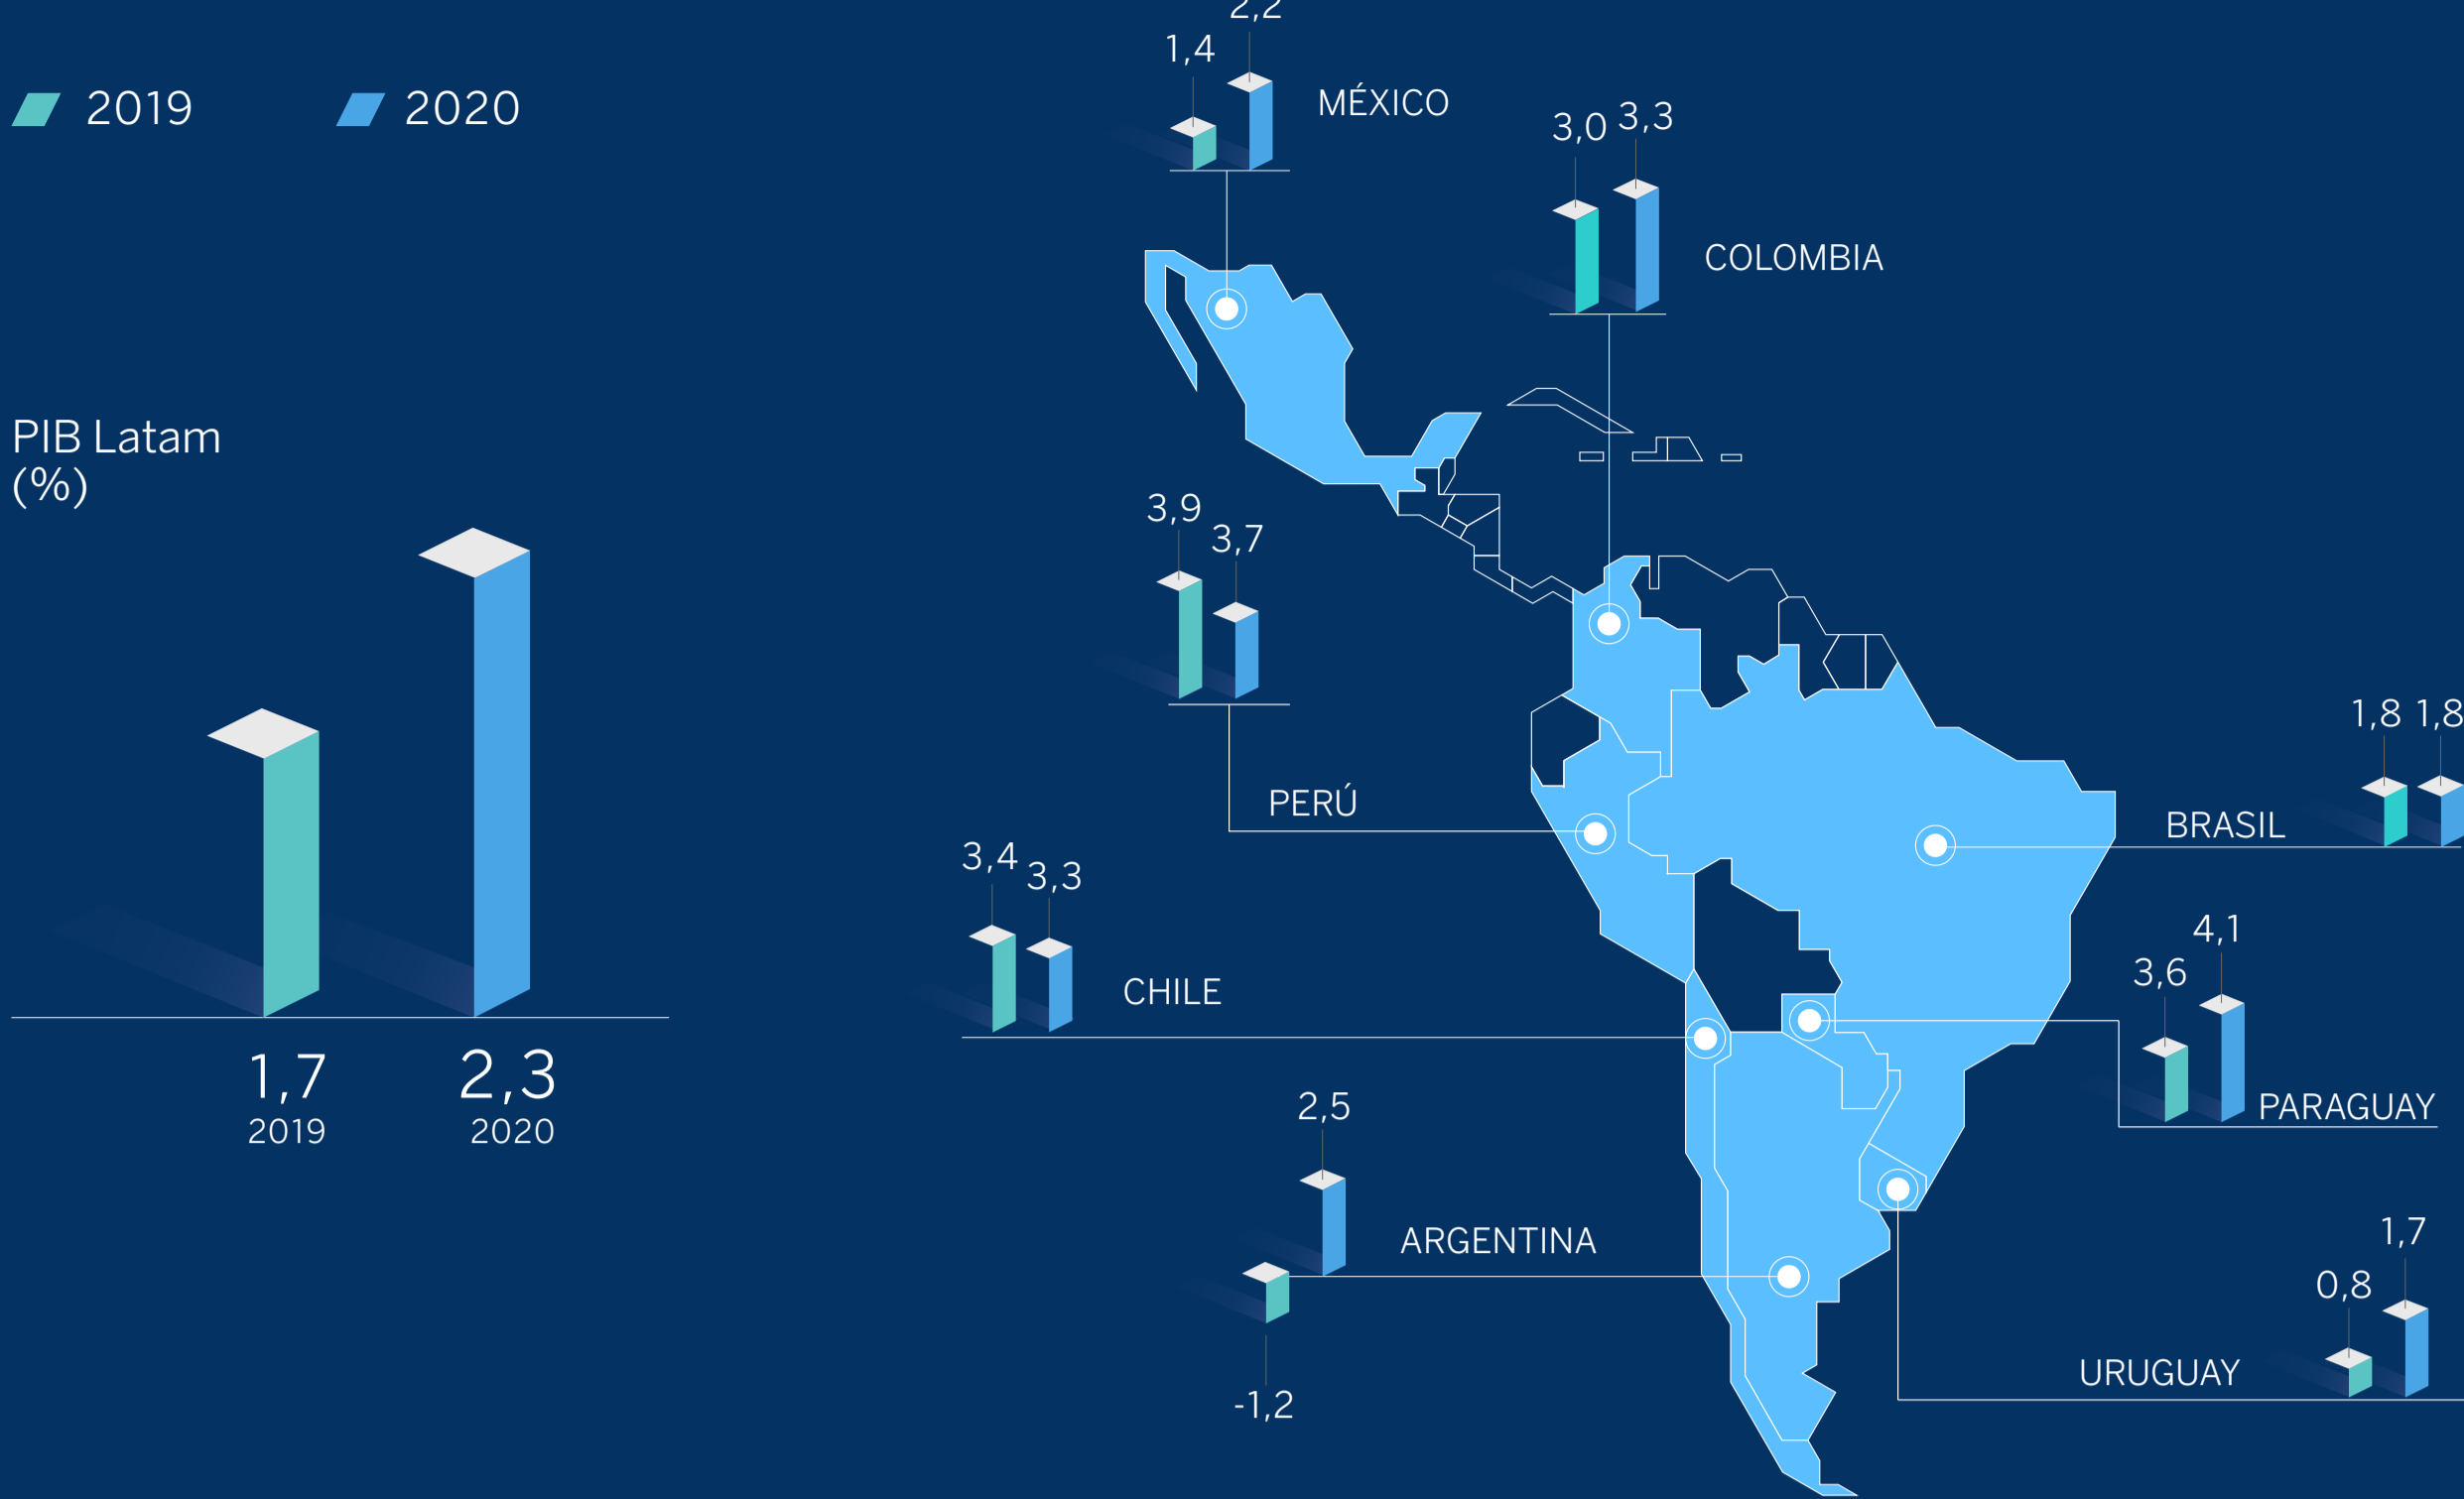 2019
2020
PIB Latam
(%)
1,7
2019
2,3
2020
1,4
2,2
MÉXICO
3,0
3,3
COLOMBIA
3,9
3,7
PERÚ
1,8
1,8
BRASIL
3,4
3,3
CHILE
3,6
4,1
PARAGUAY
2,5
-1,2
ARGENTINA
0,8
1,7
URUGUAY